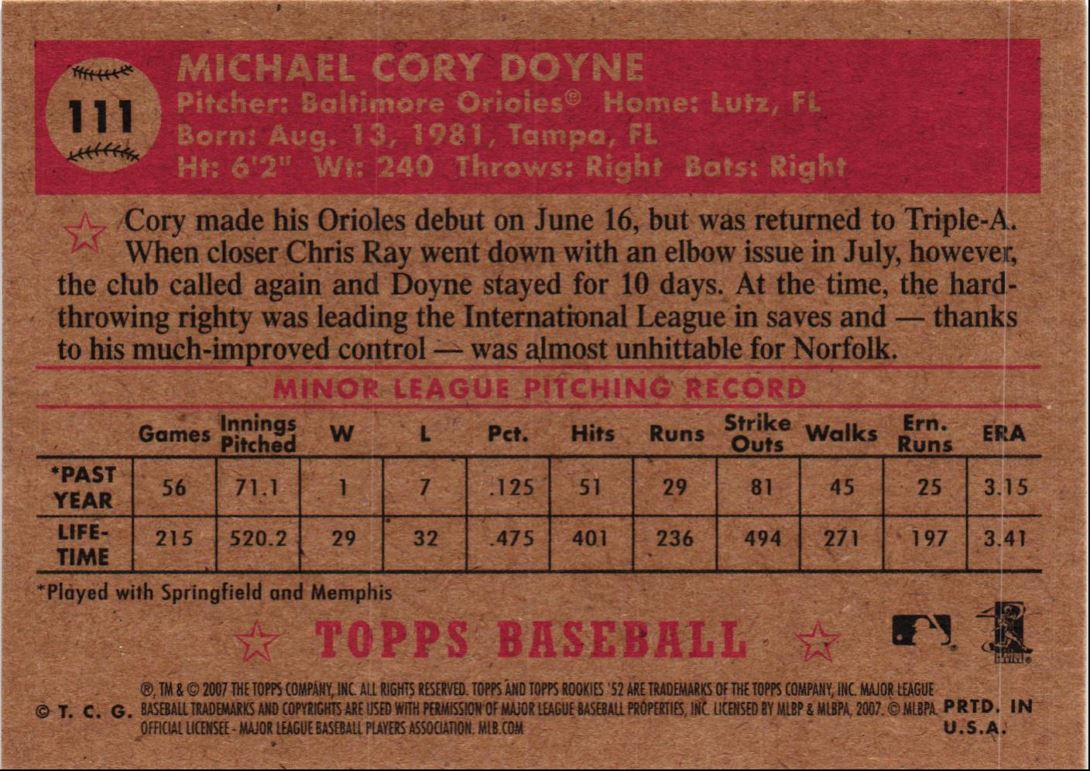 111
MICHAEL CORY DOYNE
Pitcher: Baltimore Orioles® Home: Lutz, FL
Born: Aug. 13, 1981, Tampa, FL
Ht: 6'2" Wt: 240 Throws: Right Bats: Right
Cory made his Orioles debut on June 16, but was returned to Triple-A.
When closer Chris Ray went down with an elbow issue in July, however,
the club called again and Doyne stayed for 10 days. At the time, the hard-
throwing righty was leading the International League in saves and — thanks
to his much-improved control — was almost unhittable for Norfolk.
MINOR LEAGUE PITCHING RECORD
Games Innings Pitched W L Pct. Hits Runs Strike Outs Walks Ern. Runs ERA
*PAST YEAR 56 71.1 1 7 .125 51 29 81 45 25 3.15
LIFE-TIME 215 520.2 29 32 .475 401 236 494 271 197 3.41
*Played with Springfield and Memphis
TOPPS BASEBALL
®, TM & © 2007 THE TOPPS COMPANY, INC. ALL RIGHTS RESERVED. TOPPS AND TOPPS ROOKIES '52 ARE TRADEMARKS OF THE TOPPS COMPANY, INC. MAJOR LEAGUE
© T. C. G. BASEBALL TRADEMARKS AND COPYRIGHTS ARE USED WITH PERMISSION OF MAJOR LEAGUE BASEBALL PROPERTIES, INC. LICENSED BY MLBP & MLBPA, 2007. © MLBPA. PRTD. IN
OFFICIAL LICENSEE - MAJOR LEAGUE BASEBALL PLAYERS ASSOCIATION. MLB.COM U.S.A.